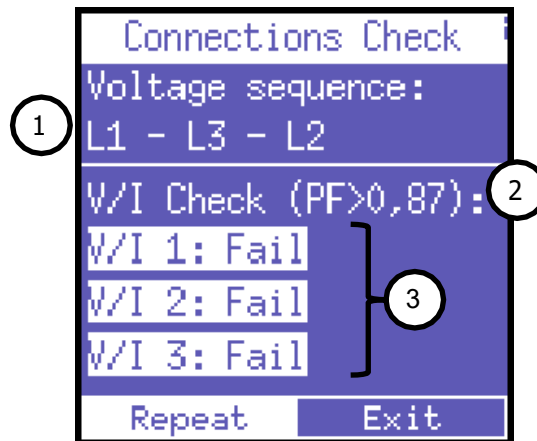 Connections Check
Voltage sequence:
1
L1 - L3 - L2
V/I Check (PF>0,87):
2
V/I 1: Fail
V/I 2: Fail
3
V/I 3: Fail
Repeat Exit